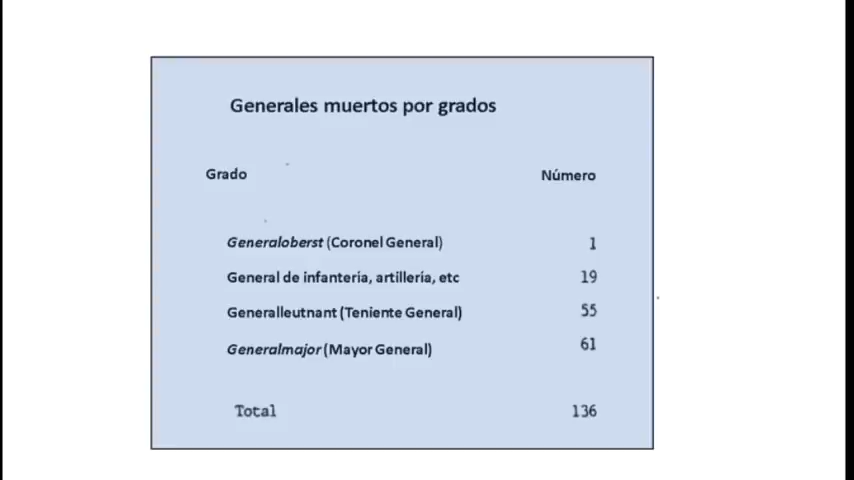 Generales muertos por grados
Grado Número
Generaloberst (Coronel General) 1
General de infantería, artillería, etc 19
Generalleutnant (Teniente General) 55
Generalmajor (Mayor General) 61
Total 136